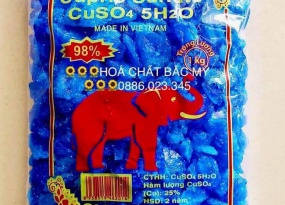 CuSO4 5H2O
MADE IN VIETNAM
98%
Trọng Lượng
1 kg
HOÁ CHẤT BẮC MỸ
0886.023.345
CTHH: CuSO4 5H2O
Hàm lượng CuSO4
(Cu): 25%
HSD: 2 năm